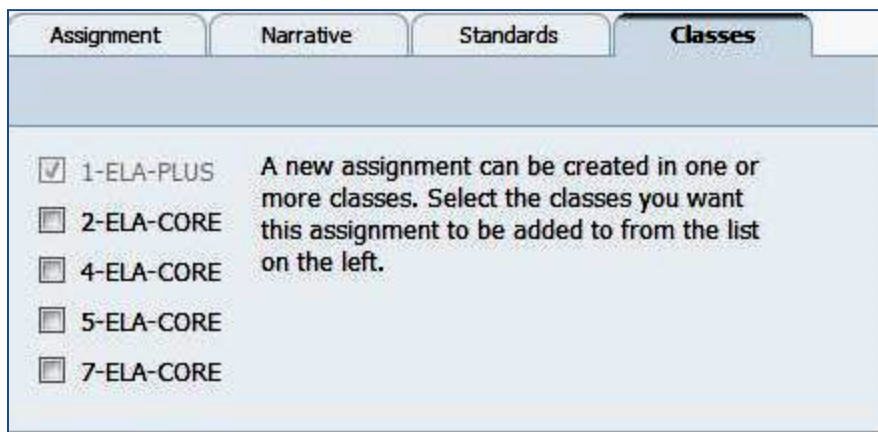 Assignment Narrative Standards Classes
1-ELA-PLUS
2-ELA-CORE
4-ELA-CORE
5-ELA-CORE
7-ELA-CORE
A new assignment can be created in one or
more classes. Select the classes you want
this assignment to be added to from the list
on the left.